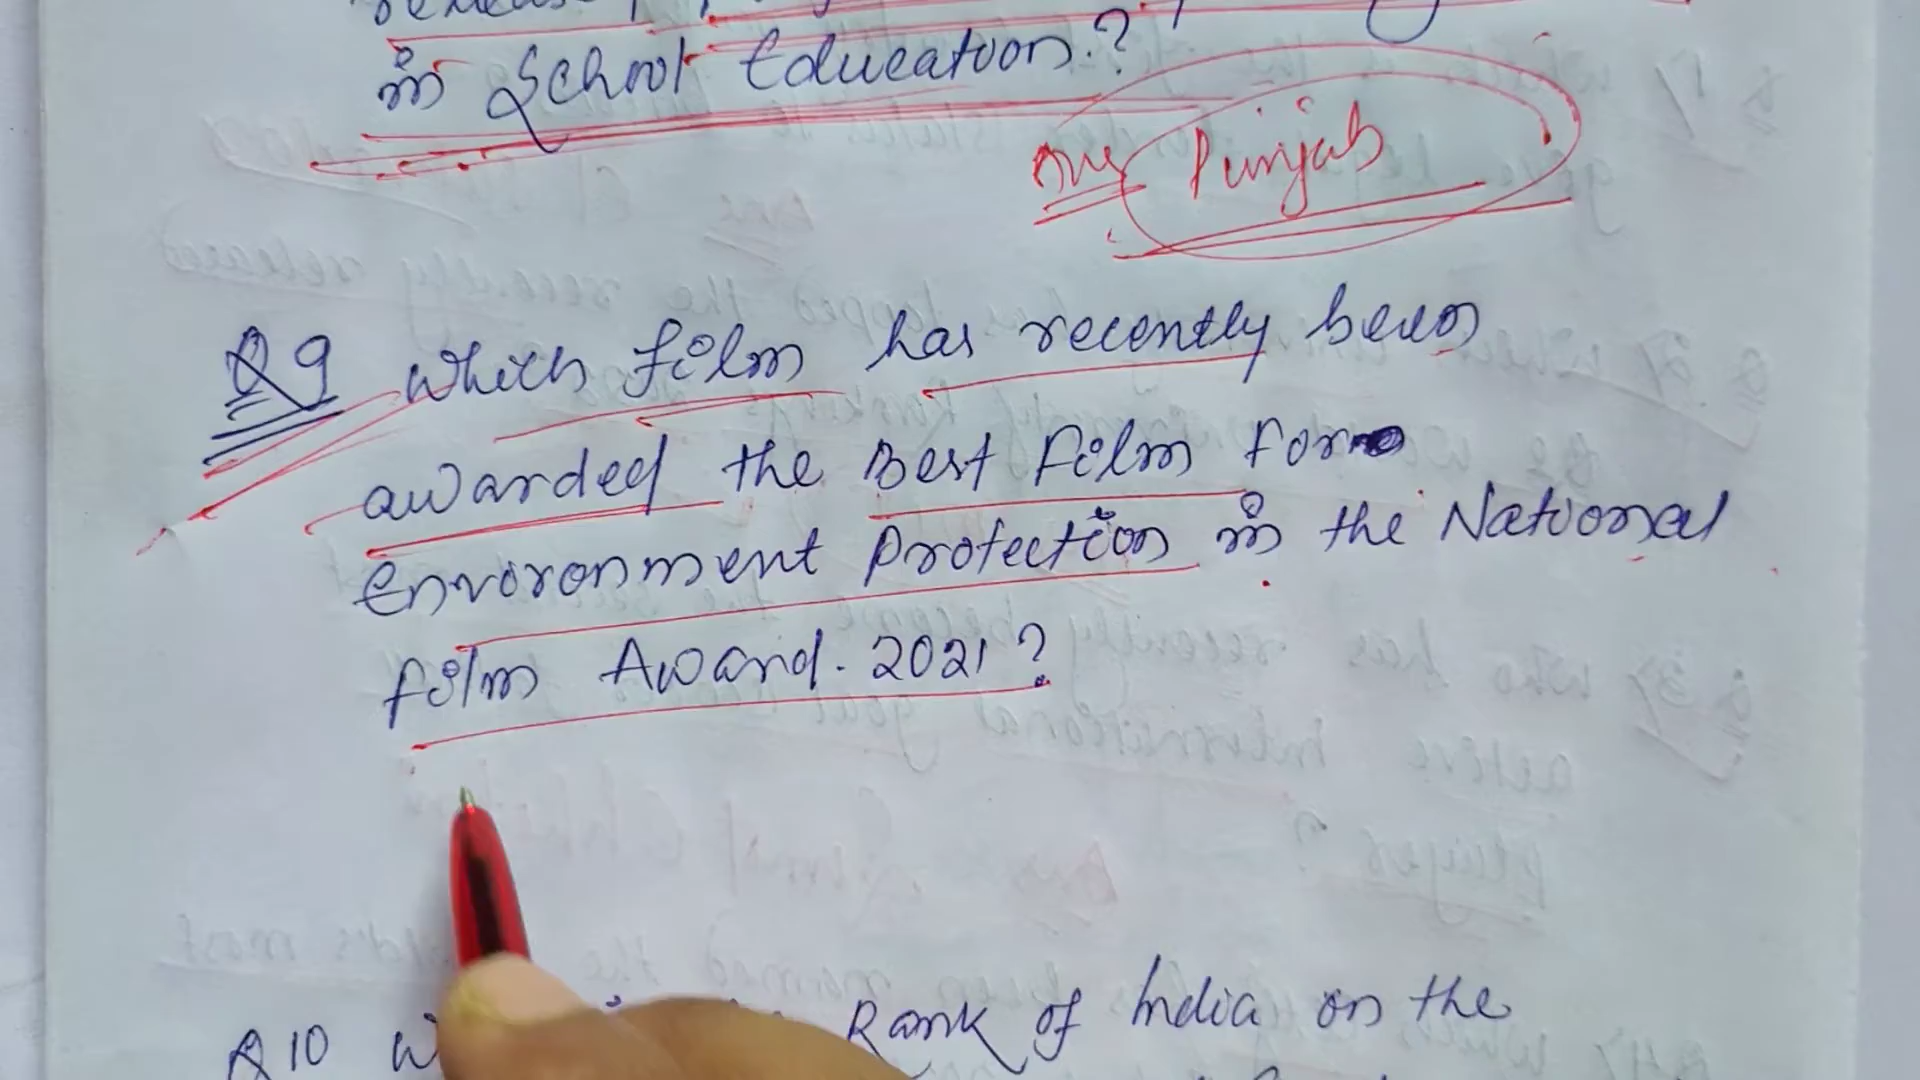 in School Education.?
Ans Punjab
Q9 which film has recently been
awarded the Best Film For
Environment Protection in the National
film Award. 2021?
Q10 Rank of India on the